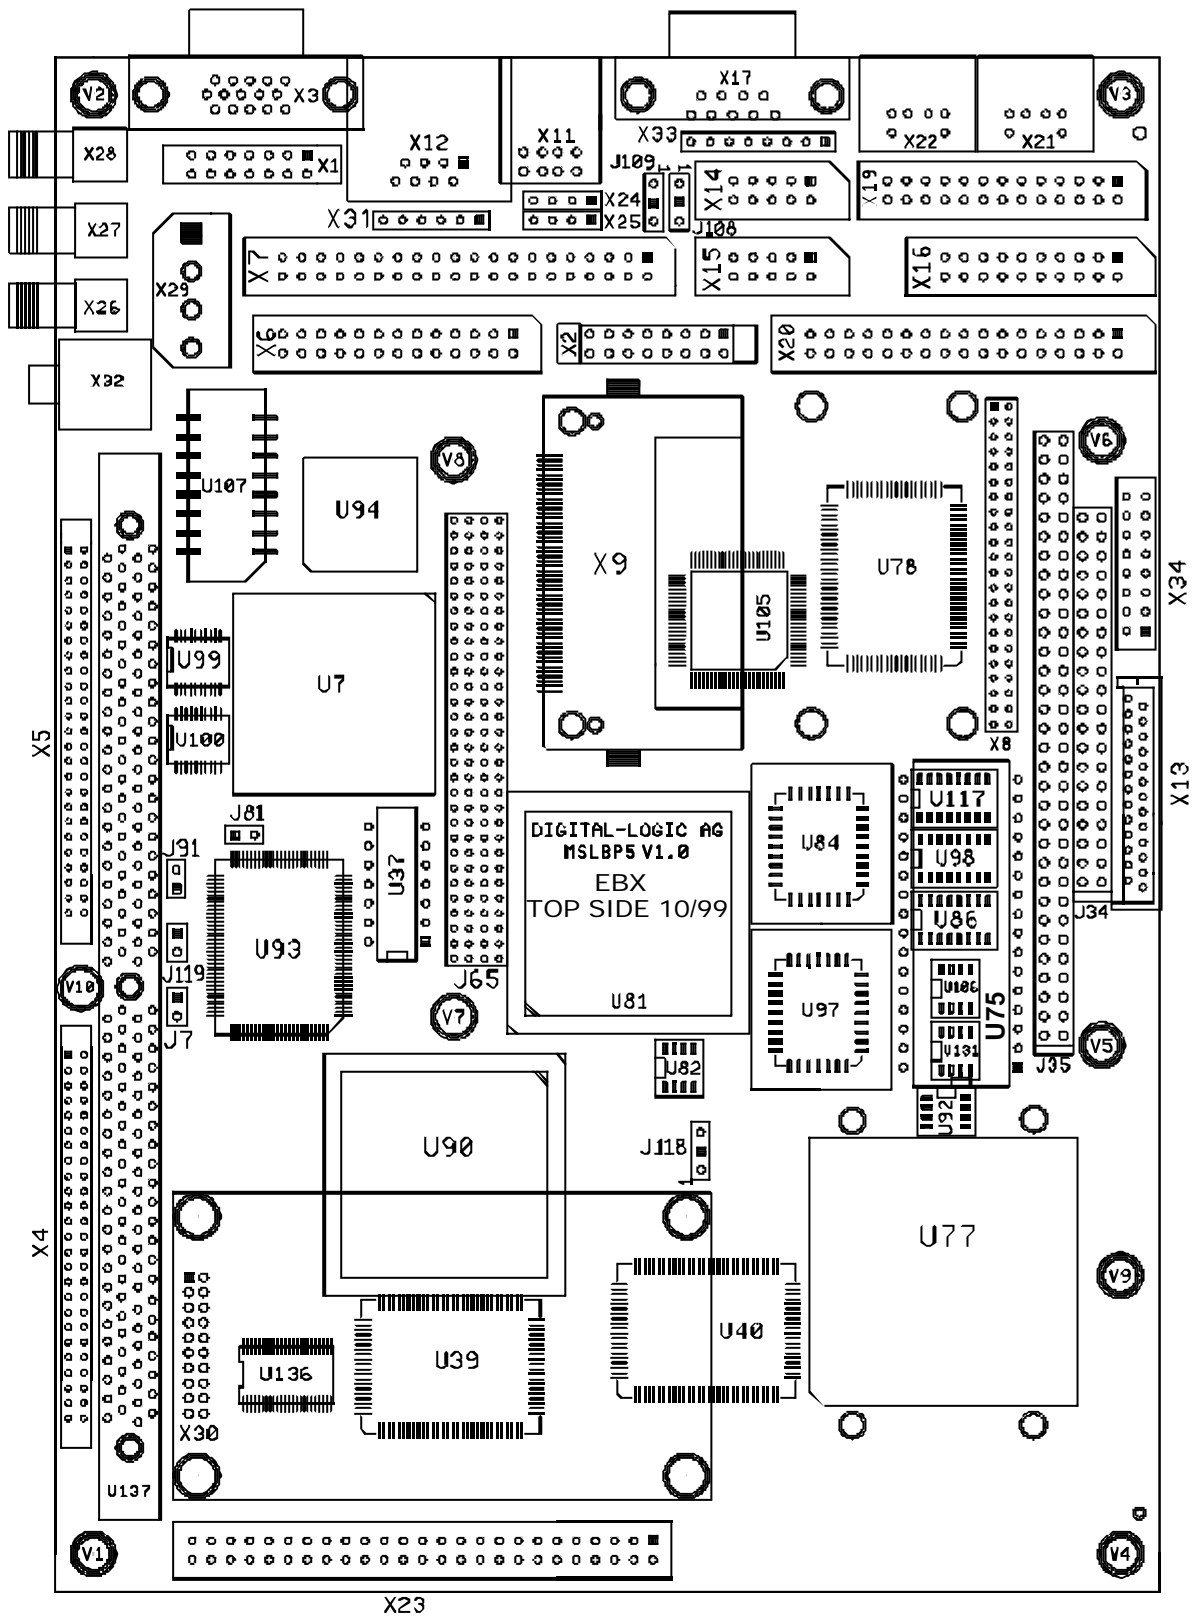 V2
X3
X17
V3
X28
X1
X12
X11
X33
X22
X21
J109
1
1
X14
X19
X27
X31
X24
X25
J108
X29
X7
X15
X16
X26
X6
X2
X20
X32
V8
V6
U107
U94
X9
U78
X34
U105
U99
U7
X5
U100
X8
X13
J81
DIGITAL-LOGIC AG
MSLBP5 V1.0
EBX
TOP SIDE 10/99
U84
U117
J91
U37
U98
U93
U86
J34
J119
J65
V10
U81
U97
U106
U75
J7
V7
V5
U131
J35
U82
U92
J118
1
U90
X4
U77
V9
U40
U39
U136
X30
U137
V1
V4
X23